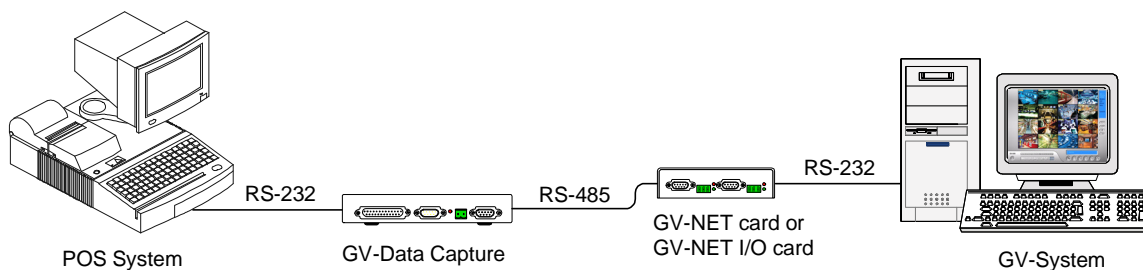 RS-232
RS-485
RS-232
POS System
GV-Data Capture
GV-NET card or
GV-NET I/O card
GV-System